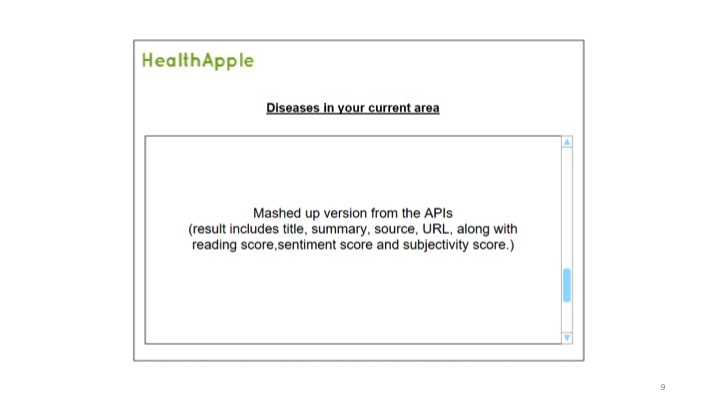 HealthApple
Diseases in your current area
Mashed up version from the APIs
(result includes title, summary, source, URL, along with
reading score,sentiment score and subjectivity score.)
9